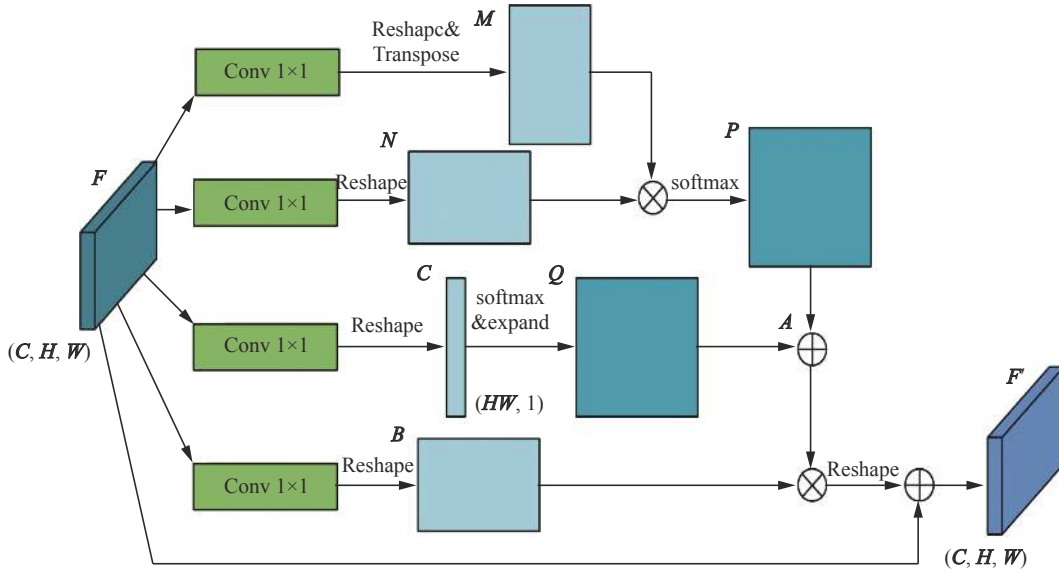 M
Reshapc&
Transpose
Conv 1×1
P
N
F
Reshape
softmax
Conv 1×1
C
Q
softmax
&expand
A
Reshape
Conv 1×1
(C, H, W)
(HW, 1)
F'
B
Reshape
Reshape
Conv 1×1
(C, H, W)